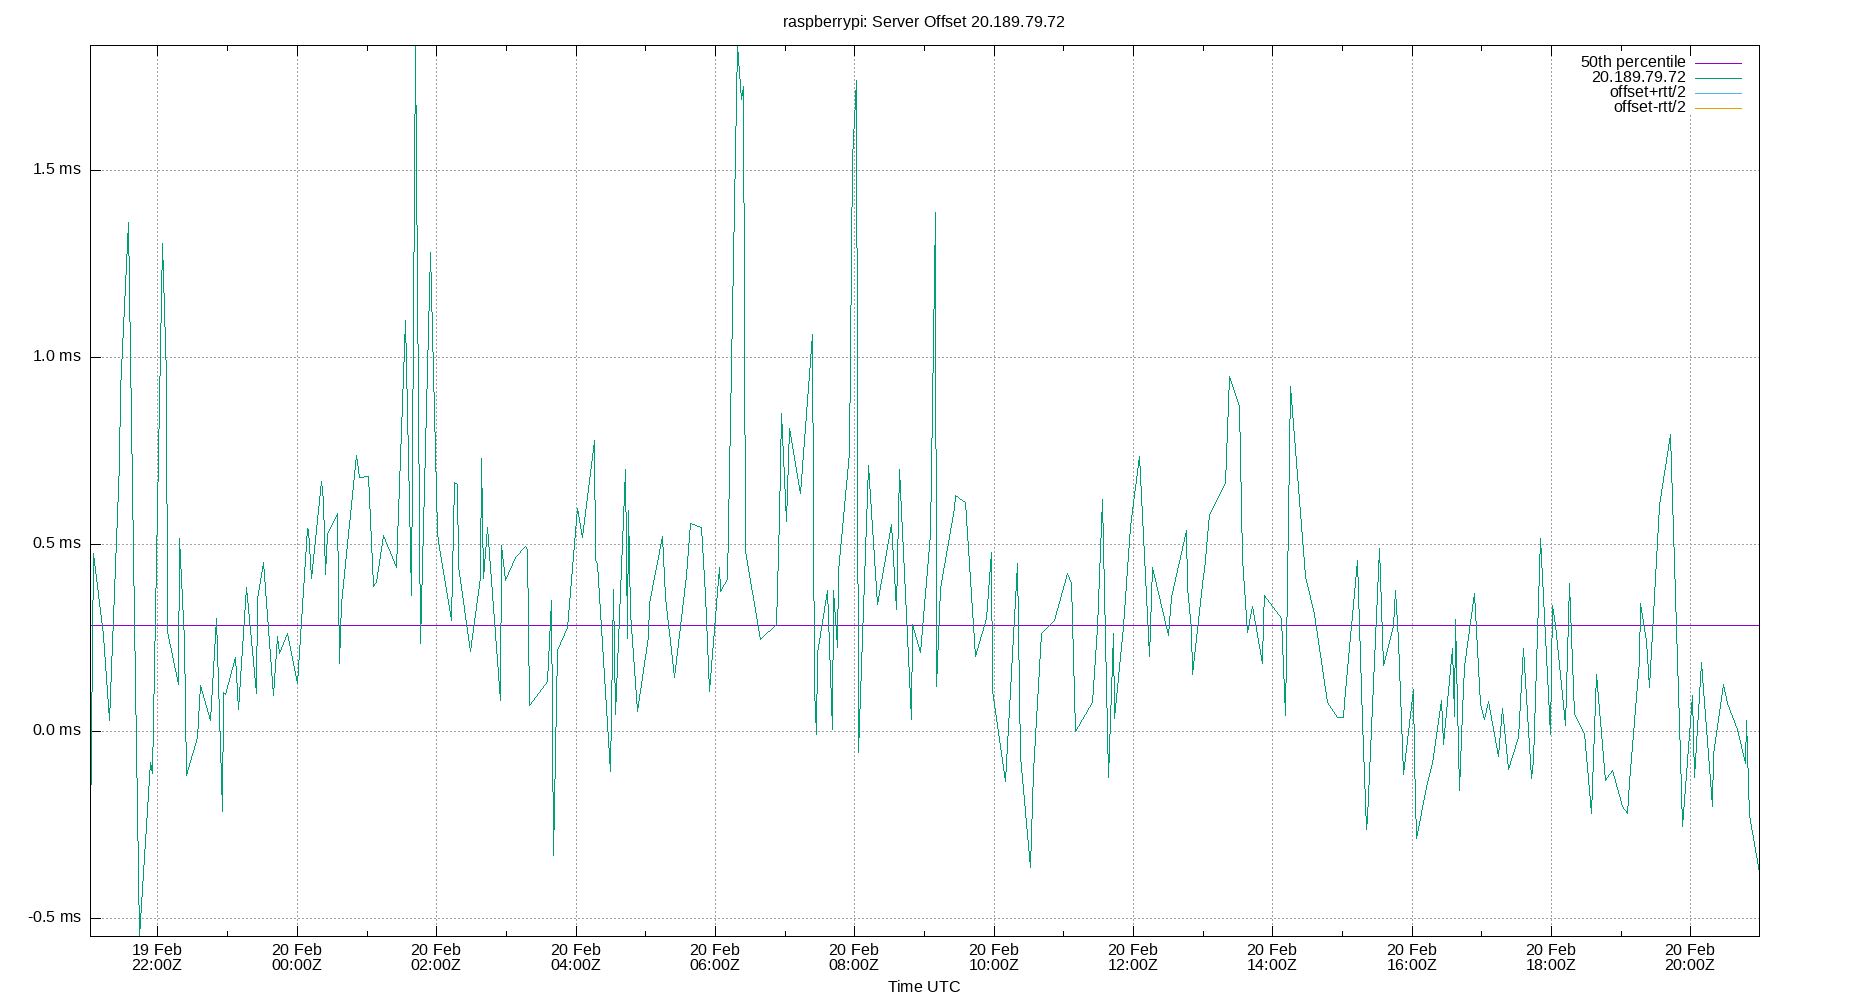 raspberrypi: Server Offset 20.189.79.72
50th percentile
20.189.79.72
offset+rtt/2
offset-rtt/2
1.5 ms
1.0 ms
0.5 ms
0.0 ms
-0.5 ms
19 Feb 20 Feb 20 Feb 20 Feb 20 Feb 20 Feb 20 Feb 20 Feb 20 Feb 20 Feb 20 Feb 20 Feb
22:00Z 00:00Z 02:00Z 04:00Z 06:00Z 08:00Z 10:00Z 12:00Z 14:00Z 16:00Z 18:00Z 20:00Z
Time UTC